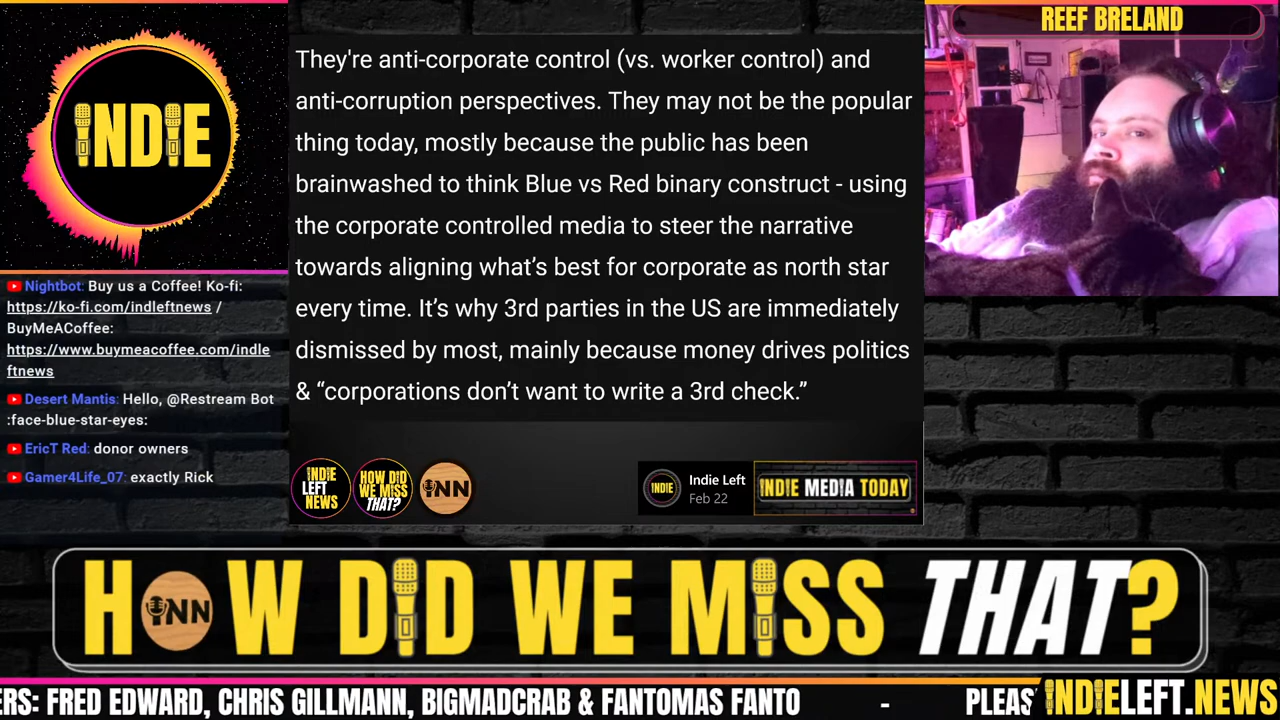 INDIE
Nightbot: Buy us a Coffee! Ko-fi:
https://ko-fi.com/indleftnews /
BuyMeACoffee:
https://www.buymeacoffee.com/indle
ftnews
Desert Mantis: Hello, @Restream Bot
:face-blue-star-eyes:
EricT Red: donor owners
Gamer4Life_07: exactly Rick
They're anti-corporate control (vs. worker control) and
anti-corruption perspectives. They may not be the popular
thing today, mostly because the public has been
brainwashed to think Blue vs Red binary construct - using
the corporate controlled media to steer the narrative
towards aligning what's best for corporate as north star
every time. It's why 3rd parties in the US are immediately
dismissed by most, mainly because money drives politics
& “corporations don't want to write a 3rd check.”
INDIE
LEFT
NEWS
HOW DID
WE MISS
THAT?
INN
INDIE
Indie Left
Feb 22
INDIE MEDIA TODAY
REEF BRELAND
HOW DID WE MISS THAT?
INN
ERS: FRED EDWARD, CHRIS GILLMANN, BIGMADCRAB & FANTOMAS FANTO - PLEAS
INDIELEFT.NEWS